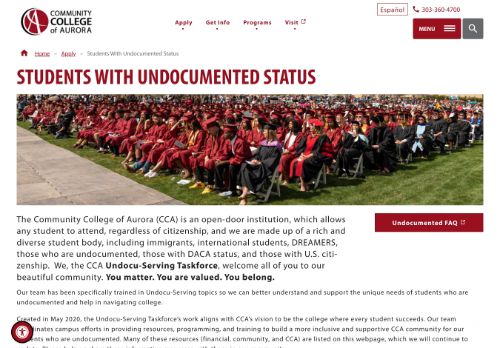 COMMUNITY
COLLEGE
of AURORA
Español
303-360-4700
Apply
Get Info
Programs
Visit
MENU
Home – Apply – Students With Undocumented Status
STUDENTS WITH UNDOCUMENTED STATUS
The Community College of Aurora (CCA) is an open-door institution, which allows
any student to attend, regardless of citizenship, and we are made up of a rich and
diverse student body, including immigrants, international students, DREAMERS,
those who are undocumented, those with DACA status, and those with U.S. citi-
zenship. We, the CCA Undocu-Serving Taskforce, welcome all of you to our
beautiful community. You matter. You are valued. You belong.
Undocumented FAQ
Our team has been specifically trained in Undocu-Serving topics so we can better understand and support the unique needs of students who are
undocumented and help in navigating college.
Created in May 2020, the Undocu-Serving Taskforce's work aligns with CCA's vision to be the college where every student succeeds. Our team
dinates campus efforts in providing resources, programming, and training to build a more inclusive and supportive CCA community for our
ents who are undocumented. Many of these resources (financial, community, and CCA) are listed on this webpage, which we will continue to